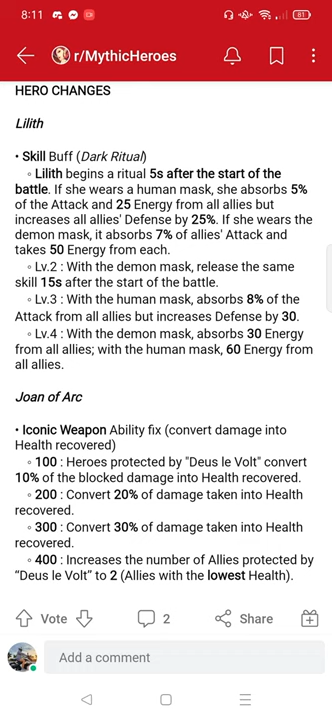 8:11
81
r/MythicHeroes
HERO CHANGES
Lilith
• Skill Buff (Dark Ritual)
◦ Lilith begins a ritual 5s after the start of the
battle. If she wears a human mask, she absorbs 5%
of the Attack and 25 Energy from all allies but
increases all allies' Defense by 25%. If she wears the
demon mask, it absorbs 7% of allies' Attack and
takes 50 Energy from each.
◦ Lv.2 : With the demon mask, release the same
skill 15s after the start of the battle.
◦ Lv.3 : With the human mask, absorbs 8% of the
Attack from all allies but increases Defense by 30.
◦ Lv.4 : With the demon mask, absorbs 30 Energy
from all allies; with the human mask, 60 Energy from
all allies.
Joan of Arc
• Iconic Weapon Ability fix (convert damage into
Health recovered)
◦ 100 : Heroes protected by "Deus le Volt" convert
10% of the blocked damage into Health recovered.
◦ 200 : Convert 20% of damage taken into Health
recovered.
◦ 300 : Convert 30% of damage taken into Health
recovered.
◦ 400 : Increases the number of Allies protected by
“Deus le Volt” to 2 (Allies with the lowest Health).
Vote
2
Share
Add a comment